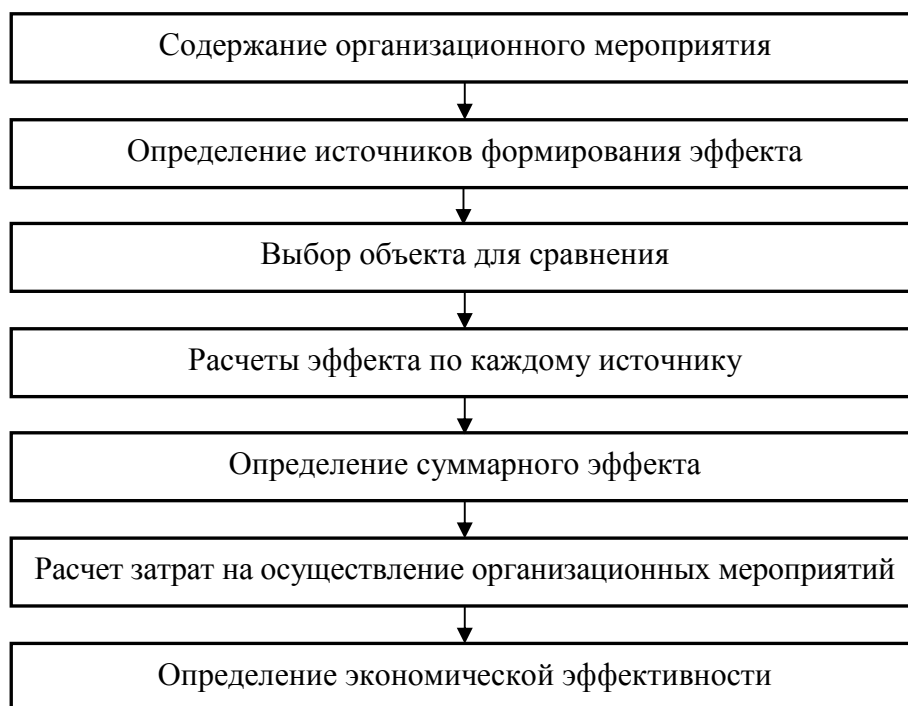 Содержание организационного мероприятия
Определение источников формирования эффекта
Выбор объекта для сравнения
Расчеты эффекта по каждому источнику
Определение суммарного эффекта
Расчет затрат на осуществление организационных мероприятий
Определение экономической эффективности